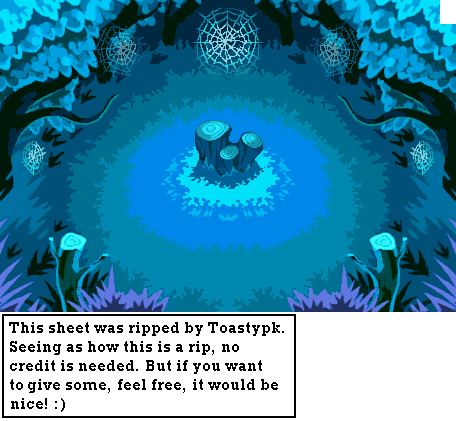 This sheet was ripped by Toastypk.
Seeing as how this is a rip, no
credit is needed. But if you want
to give some, feel free, it would be
nice! :)